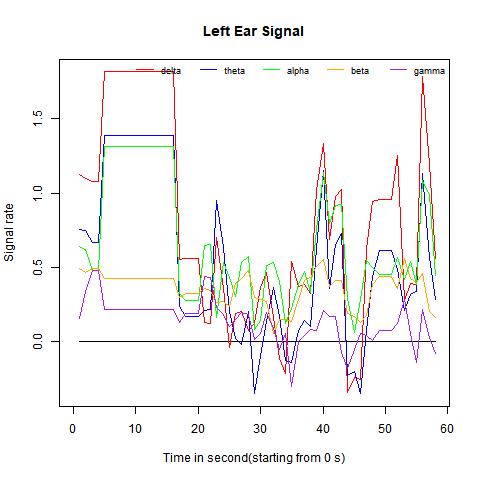 Left Ear Signal
delta theta alpha beta gamma
Signal rate
0.0 0.5 1.0 1.5
0 10 20 30 40 50 60
Time in second(starting from 0 s)